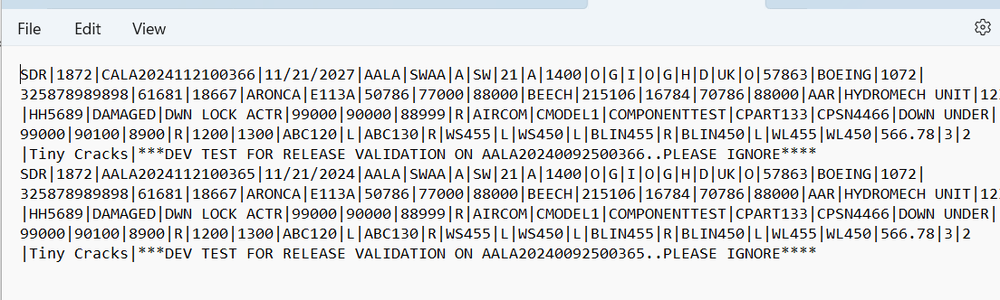 File Edit View
SDR|1872|CALA2024112100366|11/21/2027|AALA|SWAA|A|SW|21|A|1400|O|G|I|O|G|H|D|UK|O|57863|BOEING|1072|
325878989898|61681|18667|ARONCA|E113A|50786|77000|88000|BEECH|215106|16784|70786|88000|AAR|HYDROMECH UNIT|12
|HH5689|DAMAGED|DWN LOCK ACTR|99000|90000|88999|R|AIRCOM|CMODEL1|COMPONENTTEST|CPART133|CPSN4466|DOWN UNDER|
99000|90100|8900|R|1200|1300|ABC120|L|ABC130|R|WS455|L|WS450|L|BLIN455|R|BLIN450|L|WL455|WL450|566.78|3|2
|Tiny Cracks|***DEV TEST FOR RELEASE VALIDATION ON AALA20240092500366..PLEASE IGNORE****
SDR|1872|AALA2024112100365|11/21/2024|AALA|SWAA|A|SW|21|A|1400|O|G|I|O|G|H|D|UK|O|57863|BOEING|1072|
325878989898|61681|18667|ARONCA|E113A|50786|77000|88000|BEECH|215106|16784|70786|88000|AAR|HYDROMECH UNIT|12
|HH5689|DAMAGED|DWN LOCK ACTR|99000|90000|88999|R|AIRCOM|CMODEL1|COMPONENTTEST|CPART133|CPSN4466|DOWN UNDER|
99000|90100|8900|R|1200|1300|ABC120|L|ABC130|R|WS455|L|WS450|L|BLIN455|R|BLIN450|L|WL455|WL450|566.78|3|2
|Tiny Cracks|***DEV TEST FOR RELEASE VALIDATION ON AALA20240092500365..PLEASE IGNORE****